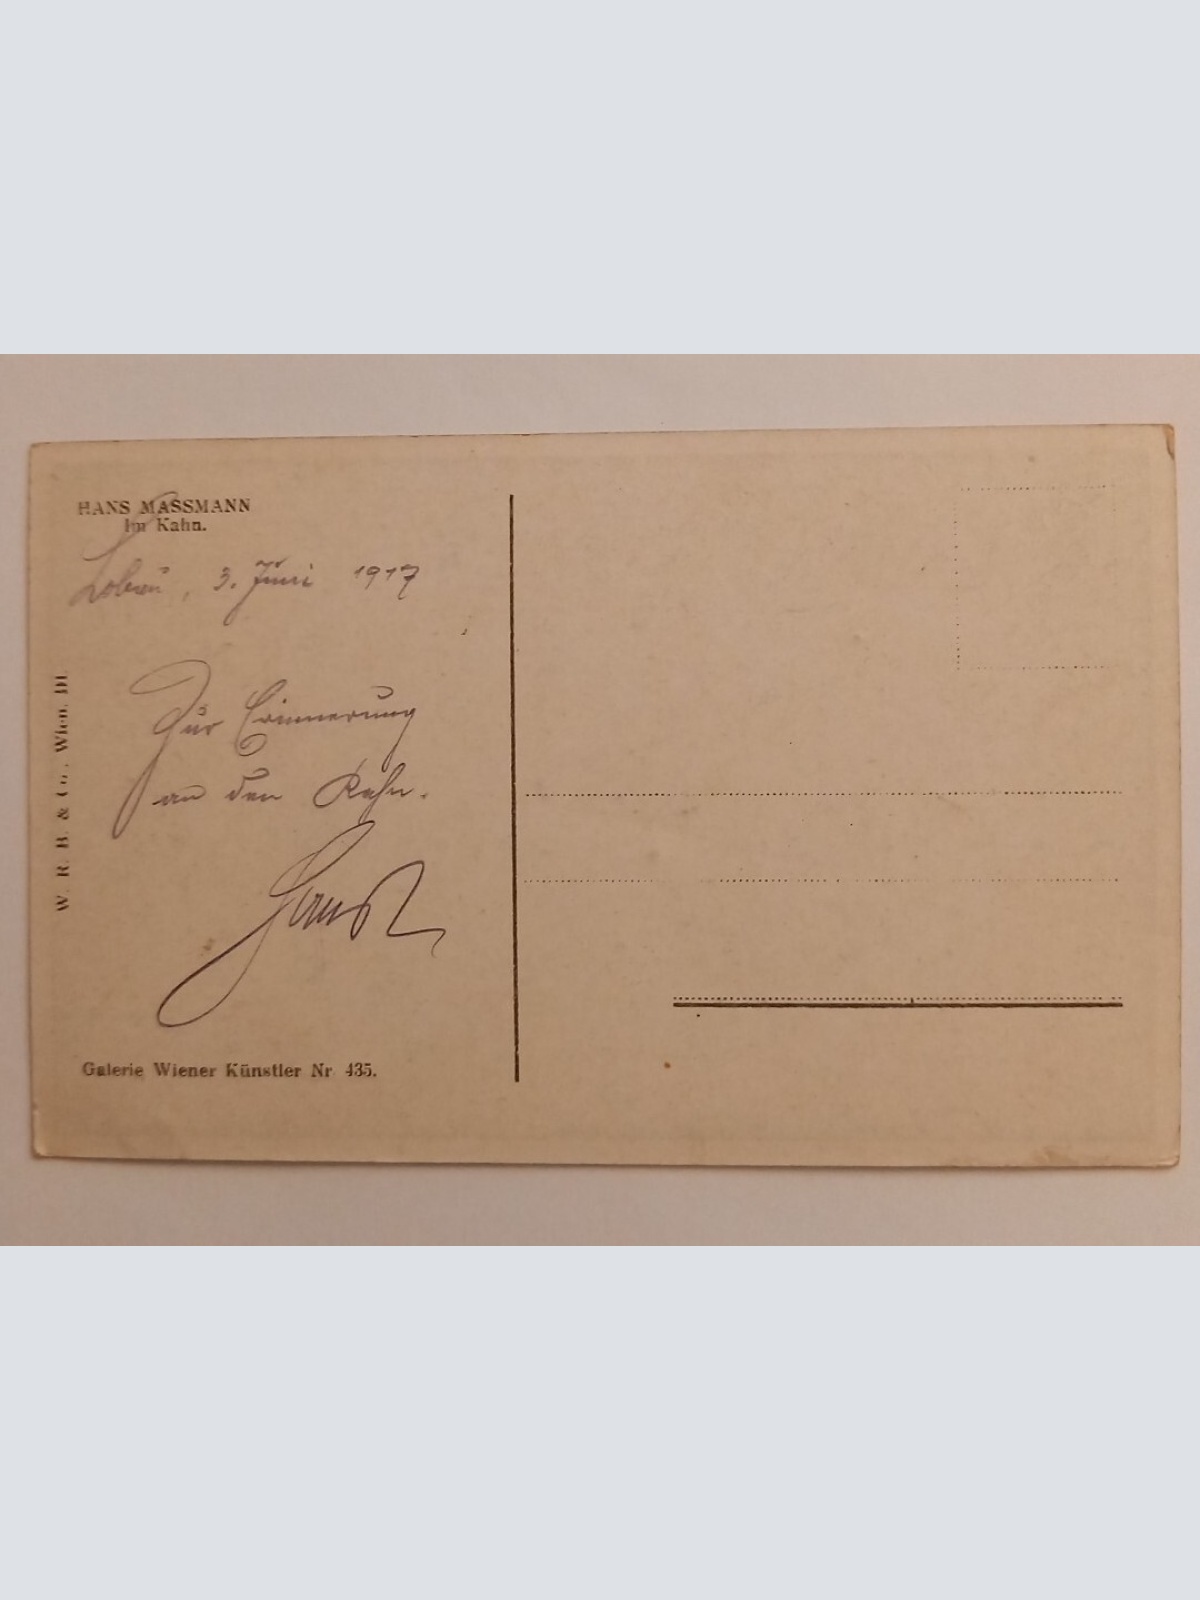 HANS MASSMANN
Im Kahn.
Lobau, 3. Juni 1917
Zur Erinnerung
an den Kahn.
W. R. B. & Co., Wien. III.
Galerie Wiener Künstler Nr 435.